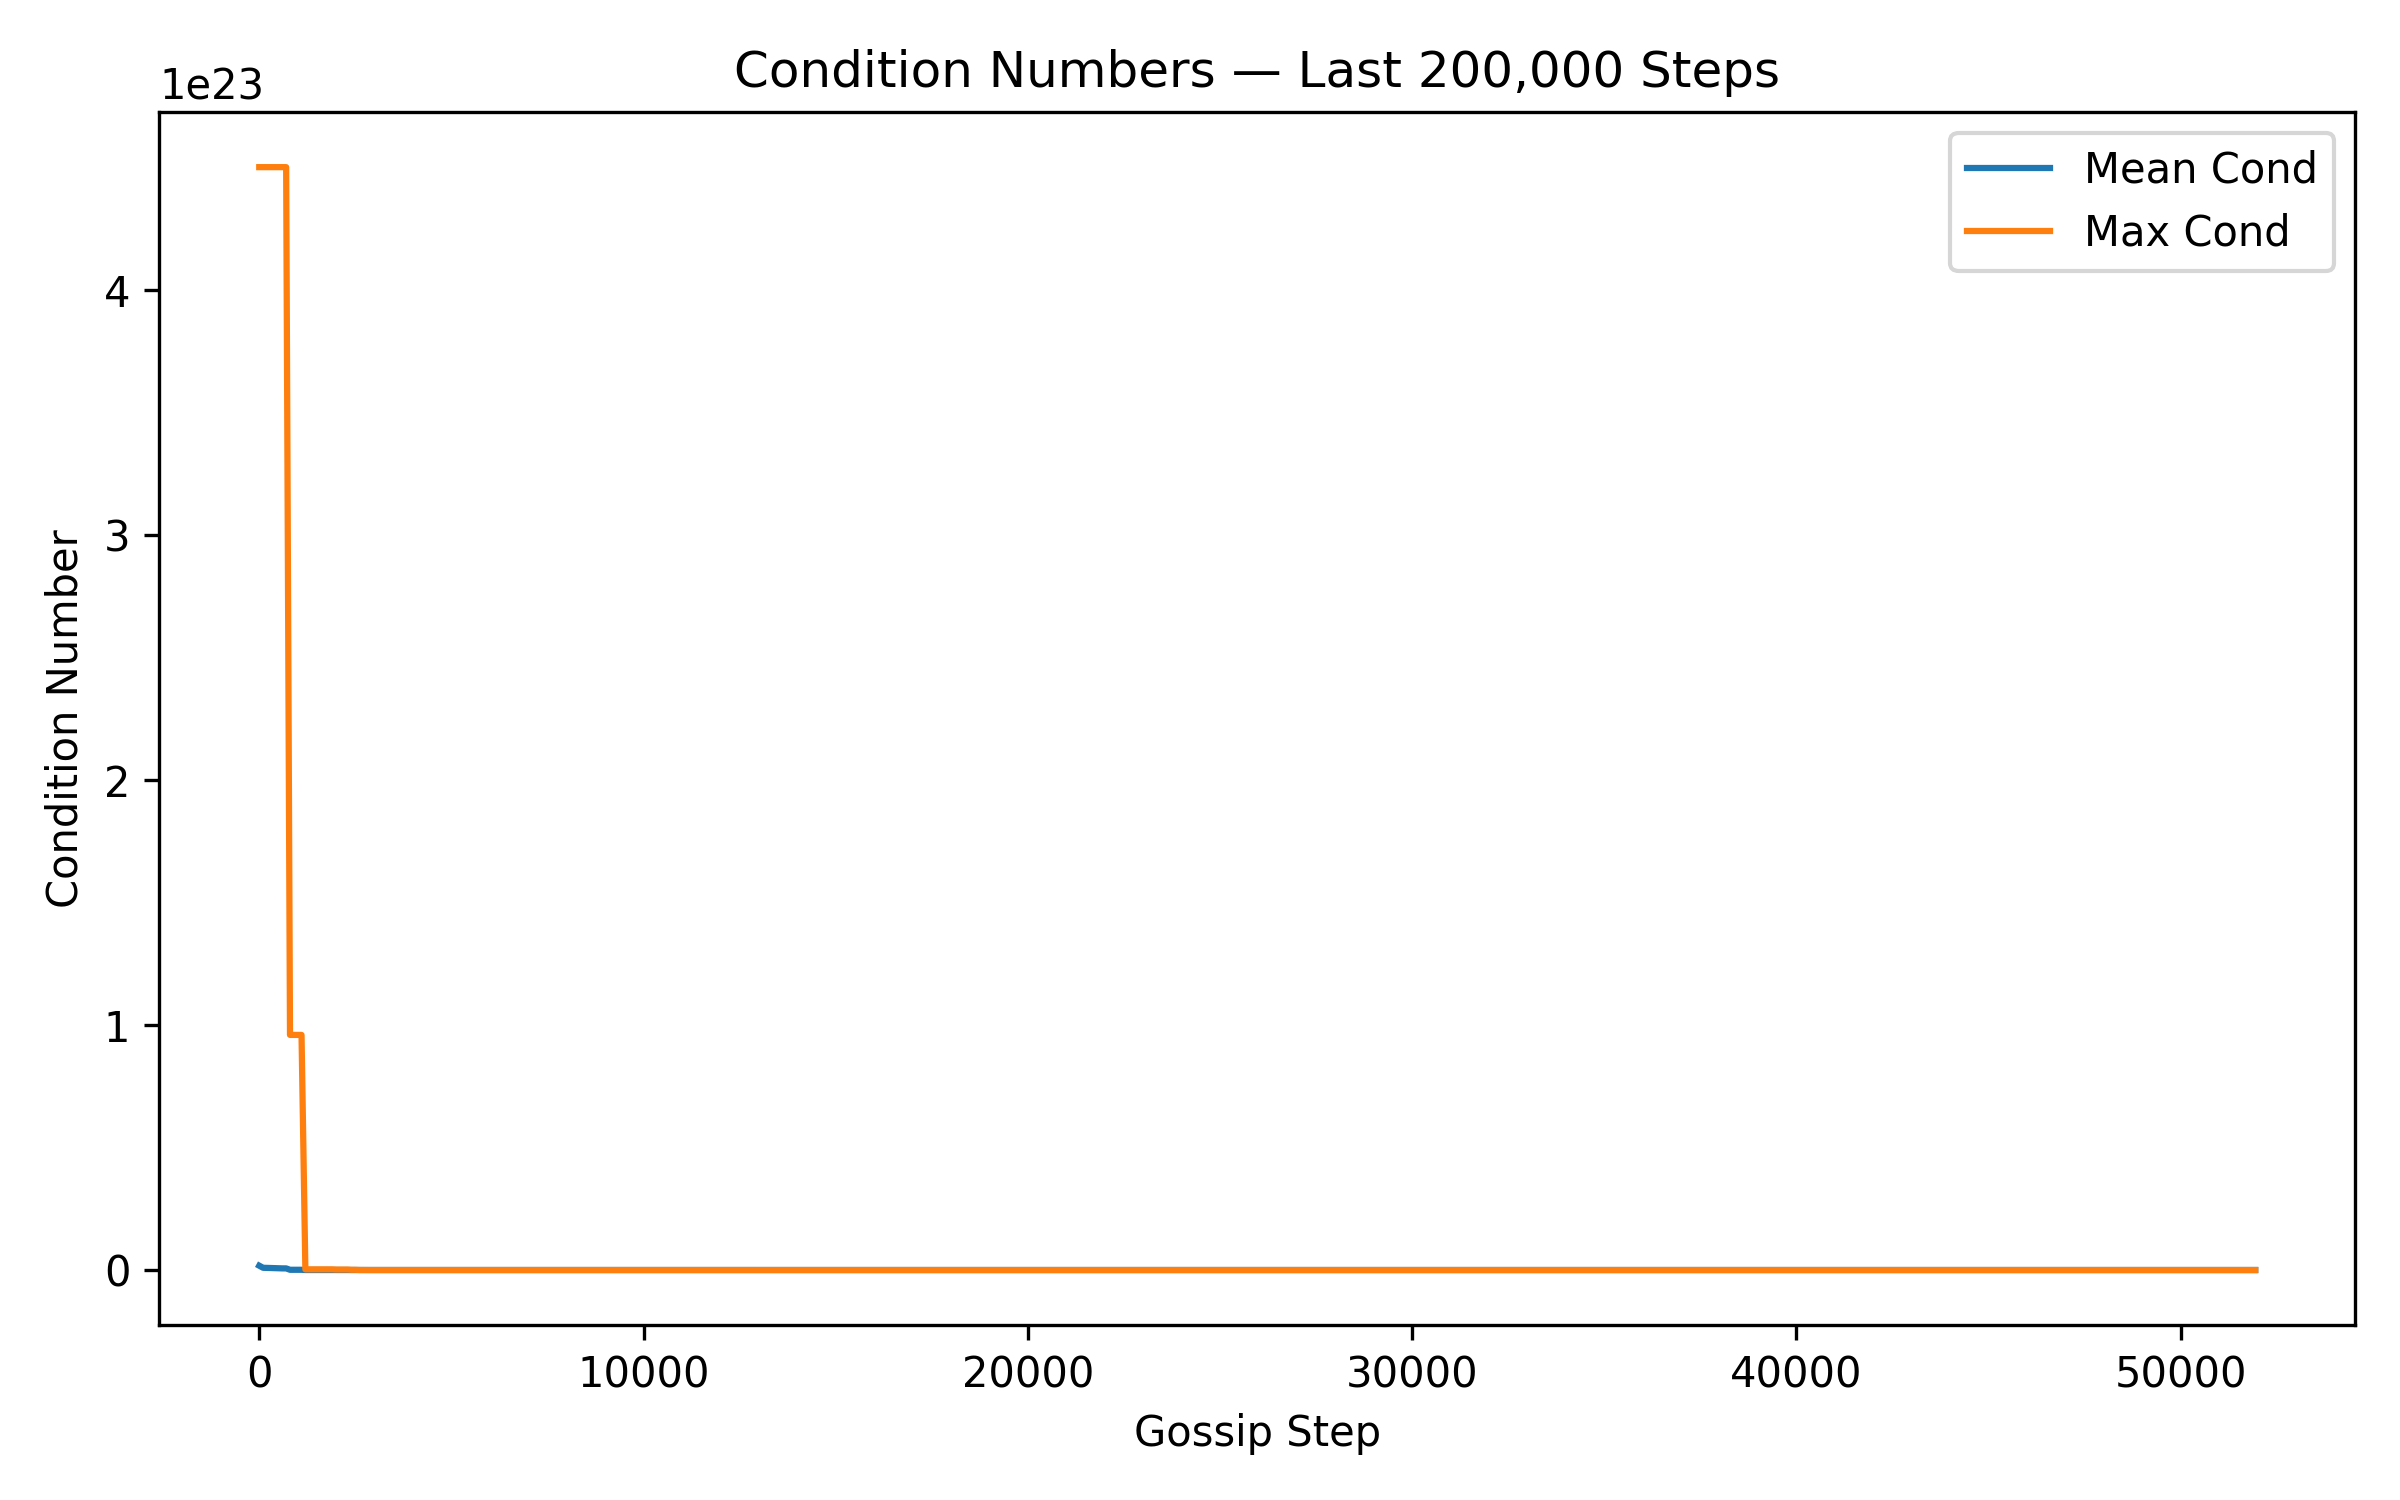 Condition Numbers — Last 200,000 Steps
1e23
Mean Cond
Max Cond
4
3
2
1
0
Condition Number
0
10000
20000
30000
40000
50000
Gossip Step